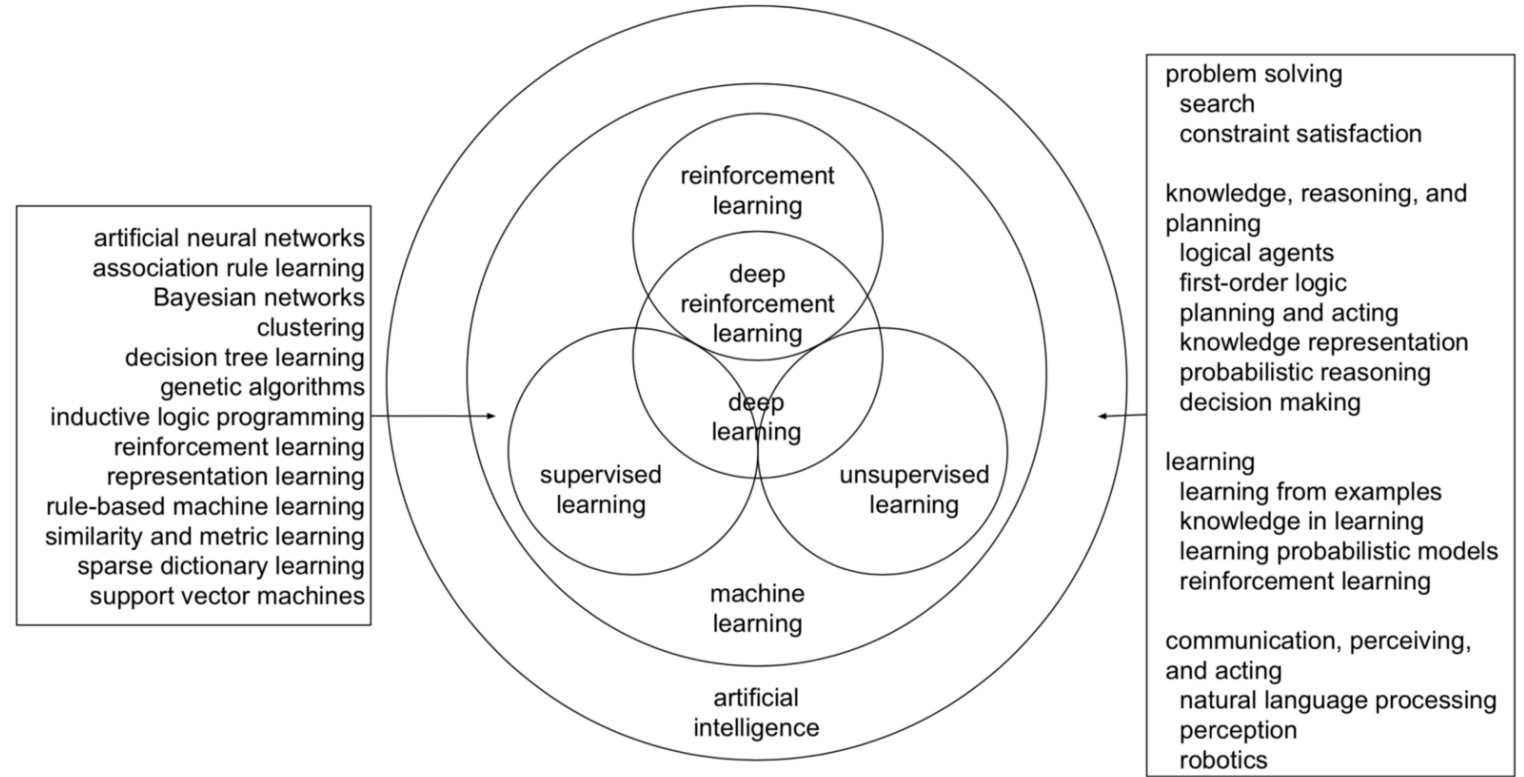 artificial neural networks
association rule learning
Bayesian networks
clustering
decision tree learning
genetic algorithms
inductive logic programming
reinforcement learning
representation learning
rule-based machine learning
similarity and metric learning
sparse dictionary learning
support vector machines
reinforcement
learning
deep
reinforcement
learning
deep
learning
supervised
learning
unsupervised
learning
machine
learning
artificial
intelligence
problem solving
search
constraint satisfaction
knowledge, reasoning, and
planning
logical agents
first-order logic
planning and acting
knowledge representation
probabilistic reasoning
decision making
learning
learning from examples
knowledge in learning
learning probabilistic models
reinforcement learning
communication, perceiving,
and acting
natural language processing
perception
robotics